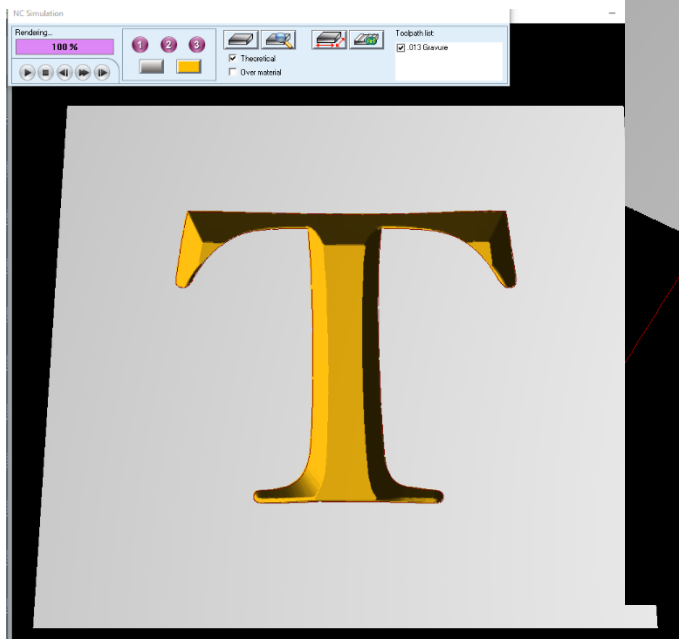 NC Simulation
Rendering...
100 %
1 2 3
Theoretical
Over material
Toolpath list:
.013 Gravure
T